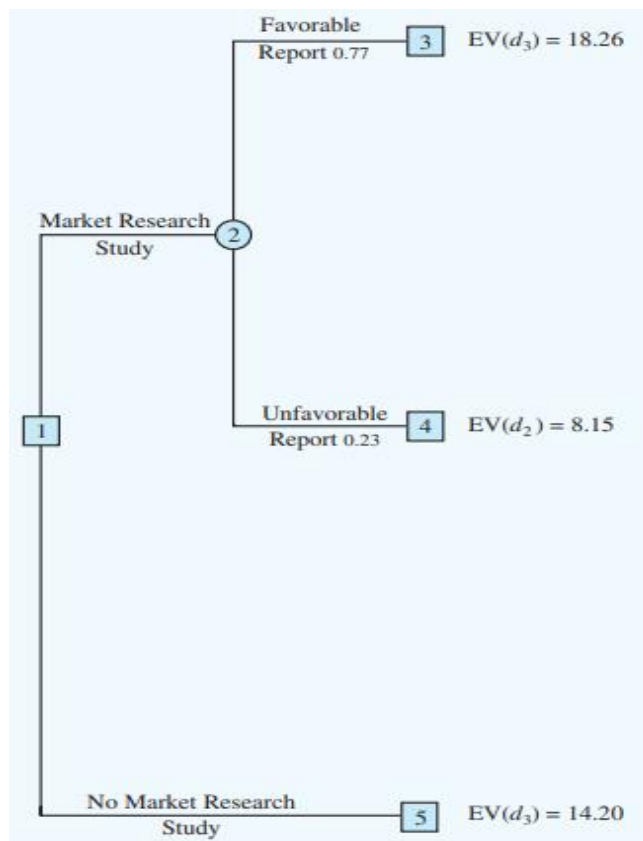 Favorable
Report 0.77
3
EV(d₃) = 18.26
Market Research
Study
2
Unfavorable
Report 0.23
4
EV(d₂) = 8.15
1
No Market Research
Study
5
EV(d₃) = 14.20